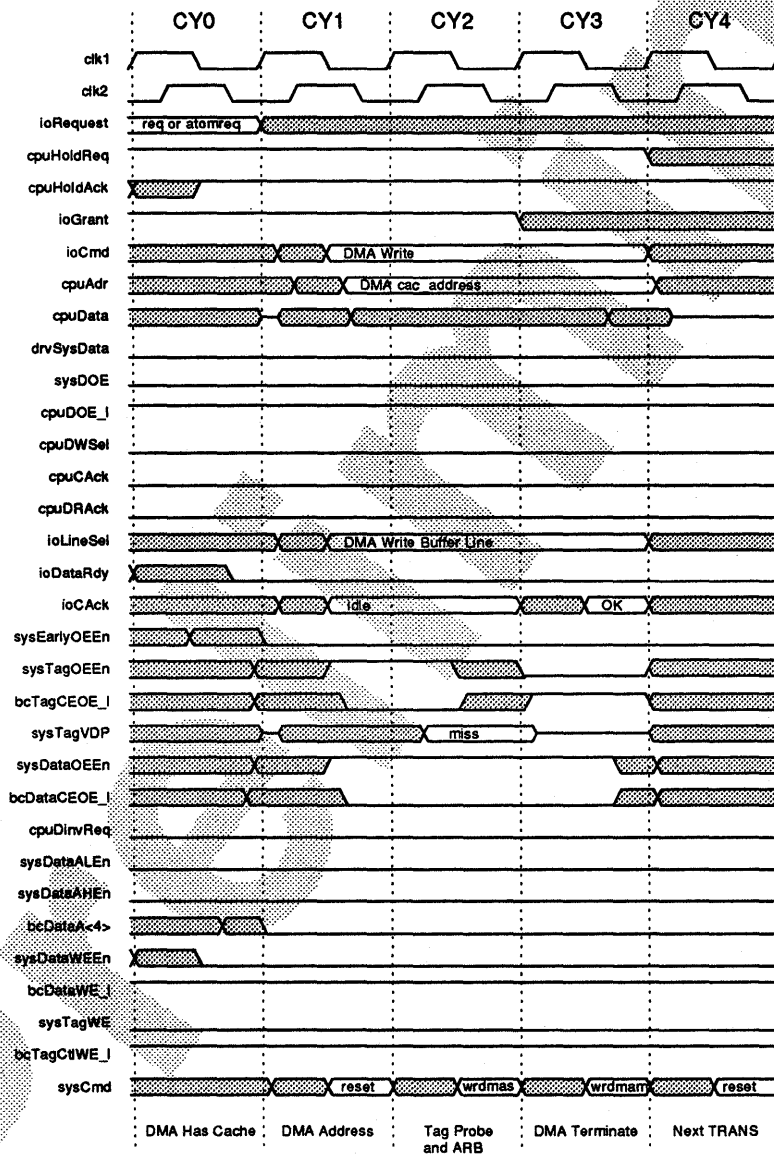 CY0 CY1 CY2 CY3 CY4
clk1
clk2
ioRequest req or atomreq
cpuHoldReq
cpuHoldAck
ioGrant
ioCmd DMA Write
cpuAdr DMA cac_address
cpuData
drvSysData
sysDOE
cpuDOE_l
cpuDWSel
cpuCAck
cpuDRAck
ioLineSel DMA Write Buffer Line
ioDataRdy
ioCAck Idle OK
sysEarlyOEEn
sysTagOEEn
bcTagCEOE_l
sysTagVDP miss
sysDataOEEn
bcDataCEOE_l
cpuDinvReq
sysDataALEn
sysDataAHEn
bcDataA<4>
sysDataWEEn
bcDataWE_l
sysTagWE
bcTagCtlWE_l
sysCmd reset wrdmas wrdmam reset
DMA Has Cache DMA Address Tag Probe DMA Terminate Next TRANS
and ARB